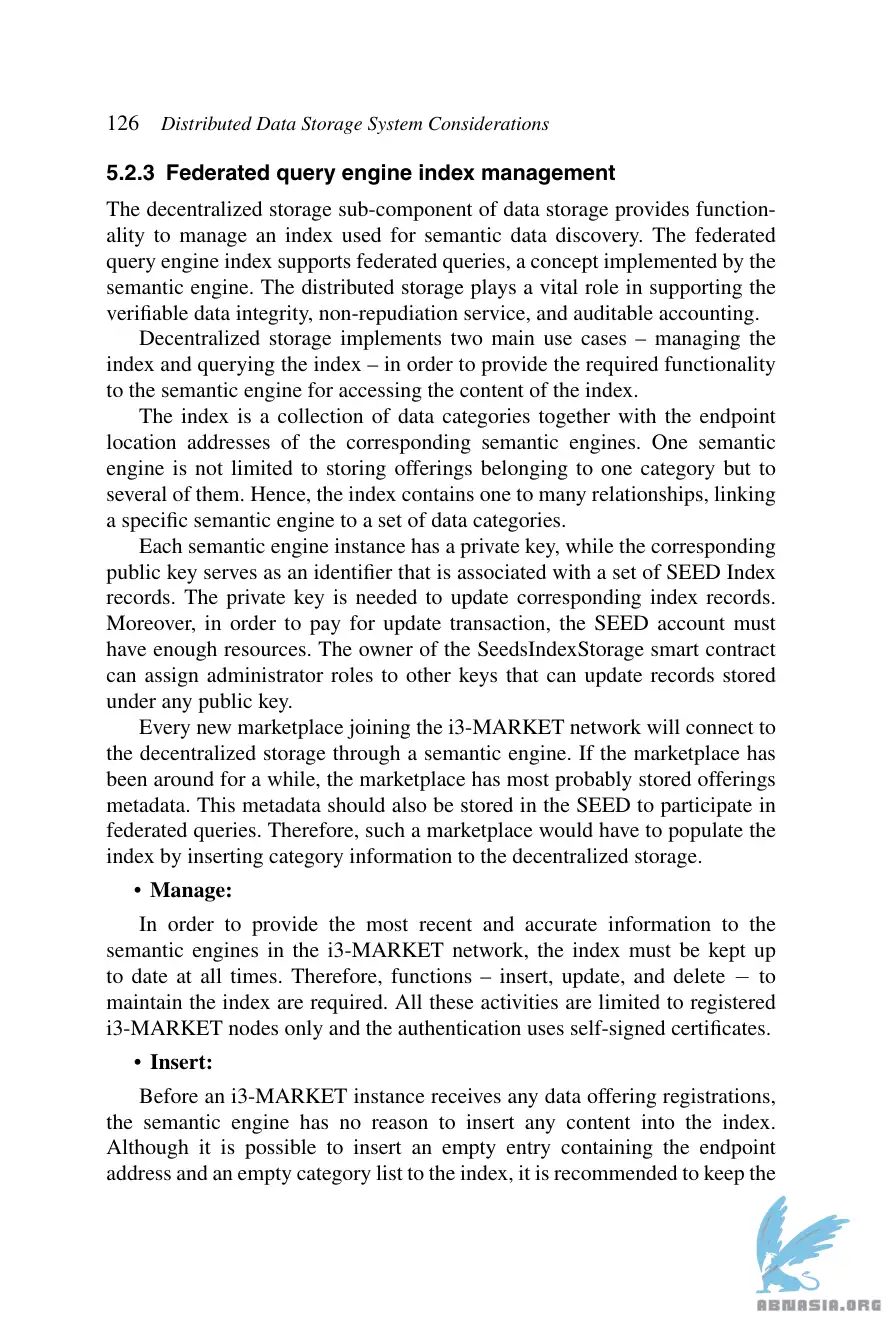 126 Distributed Data Storage System Considerations
5.2.3 Federated query engine index management
The decentralized storage sub-component of data storage provides function-
ality to manage an index used for semantic data discovery. The federated
query engine index supports federated queries, a concept implemented by the
semantic engine. The distributed storage plays a vital role in supporting the
verifiable data integrity, non-repudiation service, and auditable accounting.
Decentralized storage implements two main use cases – managing the
index and querying the index – in order to provide the required functionality
to the semantic engine for accessing the content of the index.
The index is a collection of data categories together with the endpoint
location addresses of the corresponding semantic engines. One semantic
engine is not limited to storing offerings belonging to one category but to
several of them. Hence, the index contains one to many relationships, linking
a specific semantic engine to a set of data categories.
Each semantic engine instance has a private key, while the corresponding
public key serves as an identifier that is associated with a set of SEED Index
records. The private key is needed to update corresponding index records.
Moreover, in order to pay for update transaction, the SEED account must
have enough resources. The owner of the SeedsIndexStorage smart contract
can assign administrator roles to other keys that can update records stored
under any public key.
Every new marketplace joining the i3-MARKET network will connect to
the decentralized storage through a semantic engine. If the marketplace has
been around for a while, the marketplace has most probably stored offerings
metadata. This metadata should also be stored in the SEED to participate in
federated queries. Therefore, such a marketplace would have to populate the
index by inserting category information to the decentralized storage.
• Manage:
In order to provide the most recent and accurate information to the
semantic engines in the i3-MARKET network, the index must be kept up
to date at all times. Therefore, functions – insert, update, and delete − to
maintain the index are required. All these activities are limited to registered
i3-MARKET nodes only and the authentication uses self-signed certificates.
• Insert:
Before an i3-MARKET instance receives any data offering registrations,
the semantic engine has no reason to insert any content into the index.
Although it is possible to insert an empty entry containing the endpoint
address and an empty category list to the index, it is recommended to keep the
ABNASIA.ORG